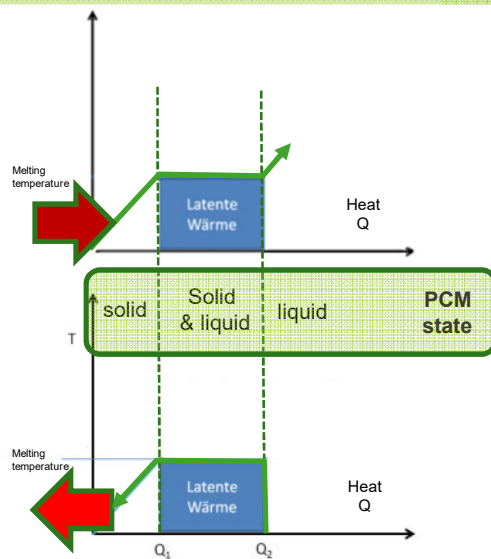 Melting
temperature
Latente
Wärme
Heat
Q
solid
Solid
& liquid
liquid
PCM
state
T
Melting
temperature
Latente
Wärme
Heat
Q
Q₁
Q₂